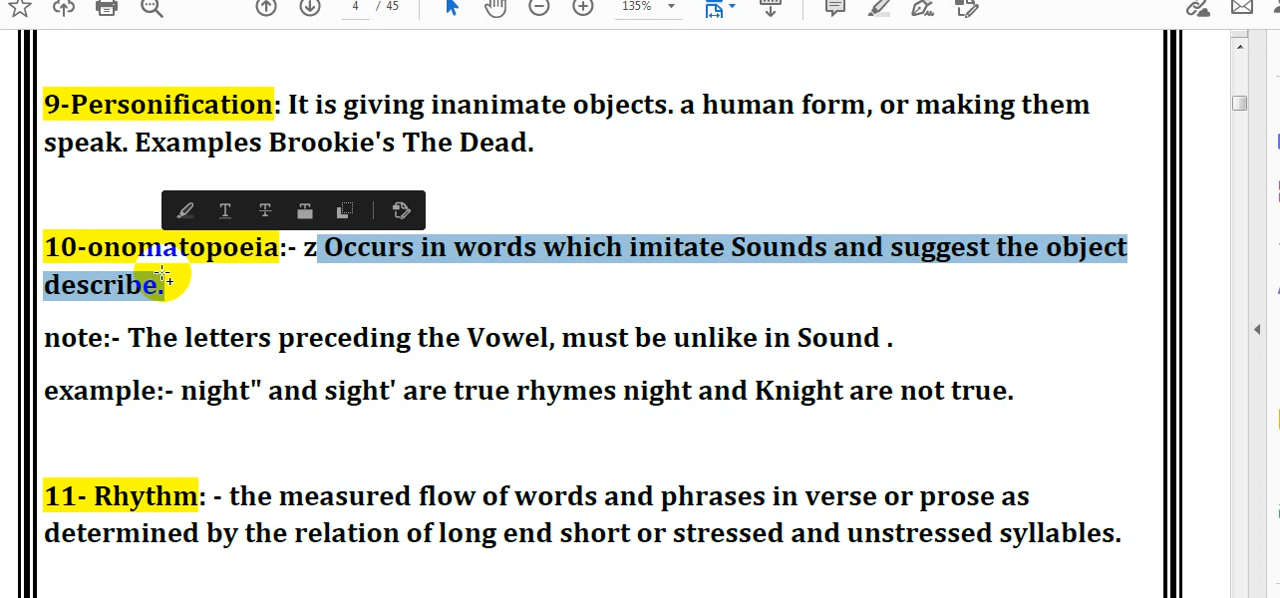 4 / 45
135%
9-Personification: It is giving inanimate objects. a human form, or making them
speak. Examples Brookie's The Dead.
10-onomatopoeia:- z Occurs in words which imitate Sounds and suggest the object
describe.
note:- The letters preceding the Vowel, must be unlike in Sound .
example:- night" and sight' are true rhymes night and Knight are not true.
11- Rhythm: - the measured flow of words and phrases in verse or prose as
determined by the relation of long end short or stressed and unstressed syllables.